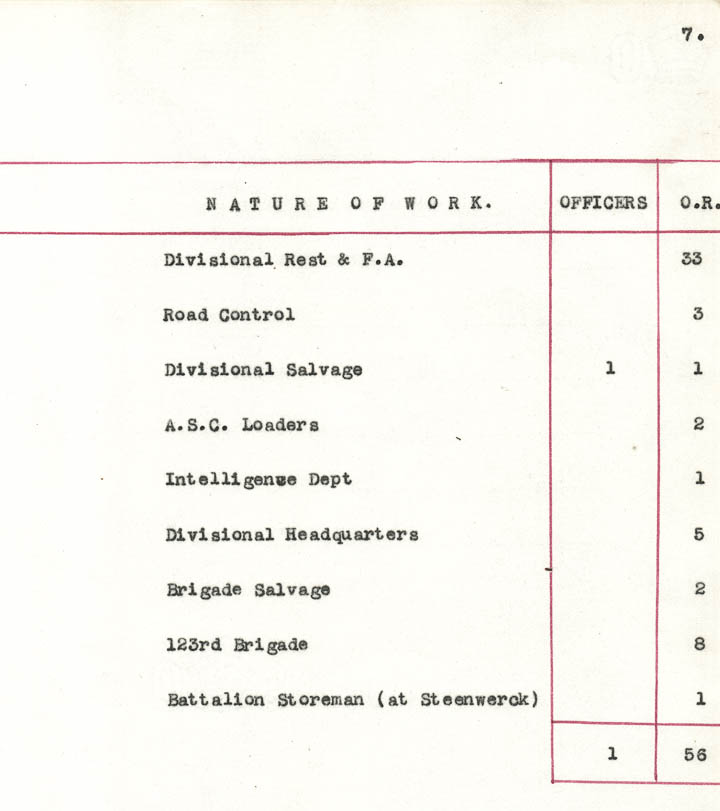 7.
NATURE OF WORK. OFFICERS O.R.
Divisional Rest & F.A. 33
Road Control 3
Divisional Salvage 1 1
A.S.C. Loaders 2
Intelligense Dept 1
Divisional Headquarters 5
Brigade Salvage 2
123rd Brigade 8
Battalion Storeman (at Steenwerck) 1
1 56